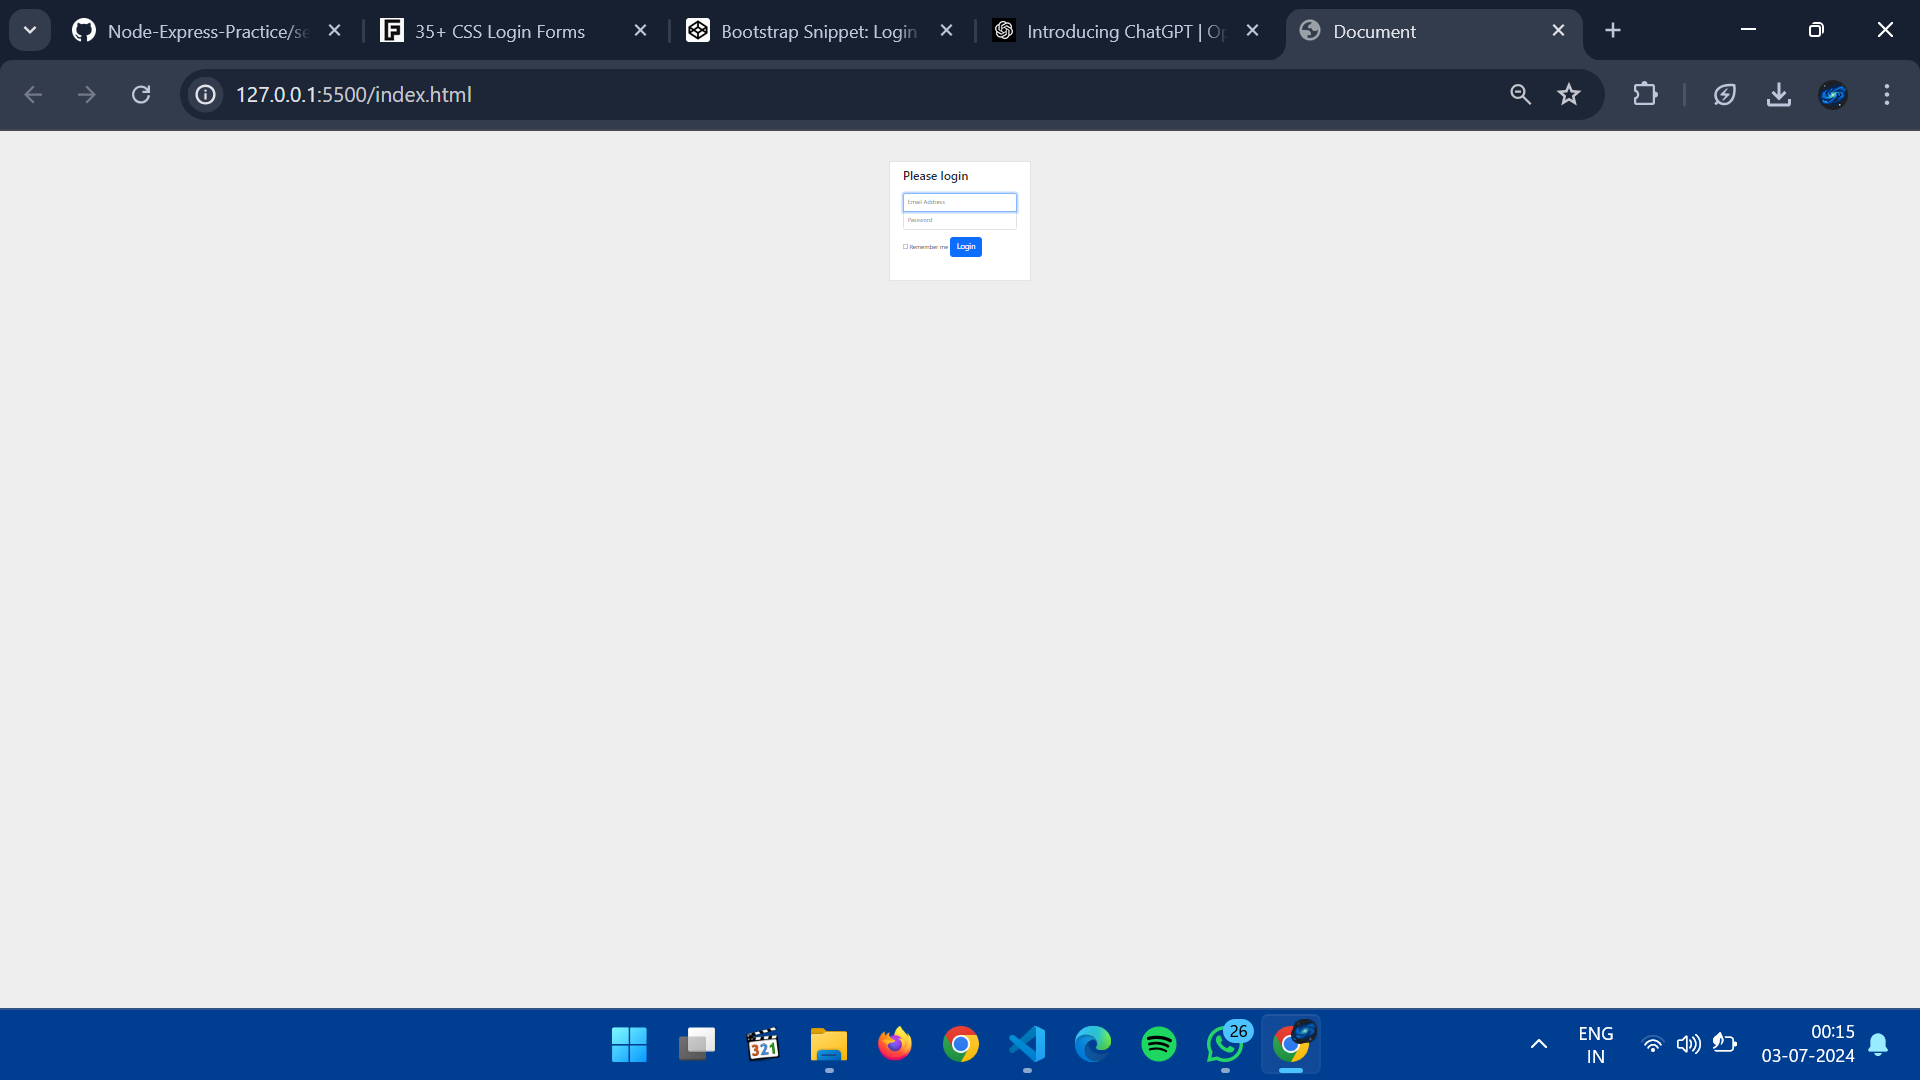 Node-Express-Practice/se
35+ CSS Login Forms
Bootstrap Snippet: Login
Introducing ChatGPT | Op
Document
127.0.0.1:5500/index.html
Please login
Email Address
Password
Remember me
Login
321
26
ENG
IN
00:15
03-07-2024